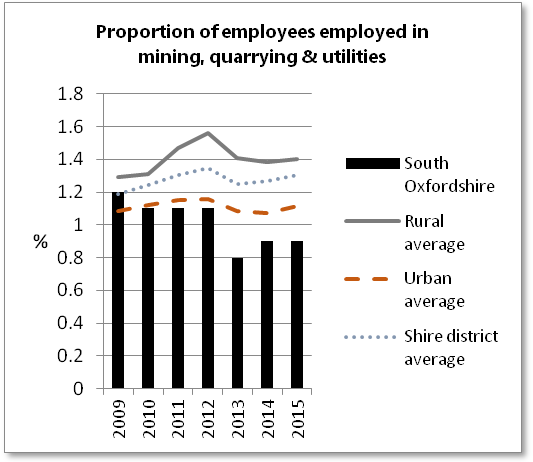 Proportion of employees employed in
mining, quarrying & utilities
1.8
1.6
1.4
1.2
1
0.8
0.6
0.4
0.2
0
%
2009
2010
2011
2012
2013
2014
2015
South
Oxfordshire
Rural
average
Urban
average
Shire district
average